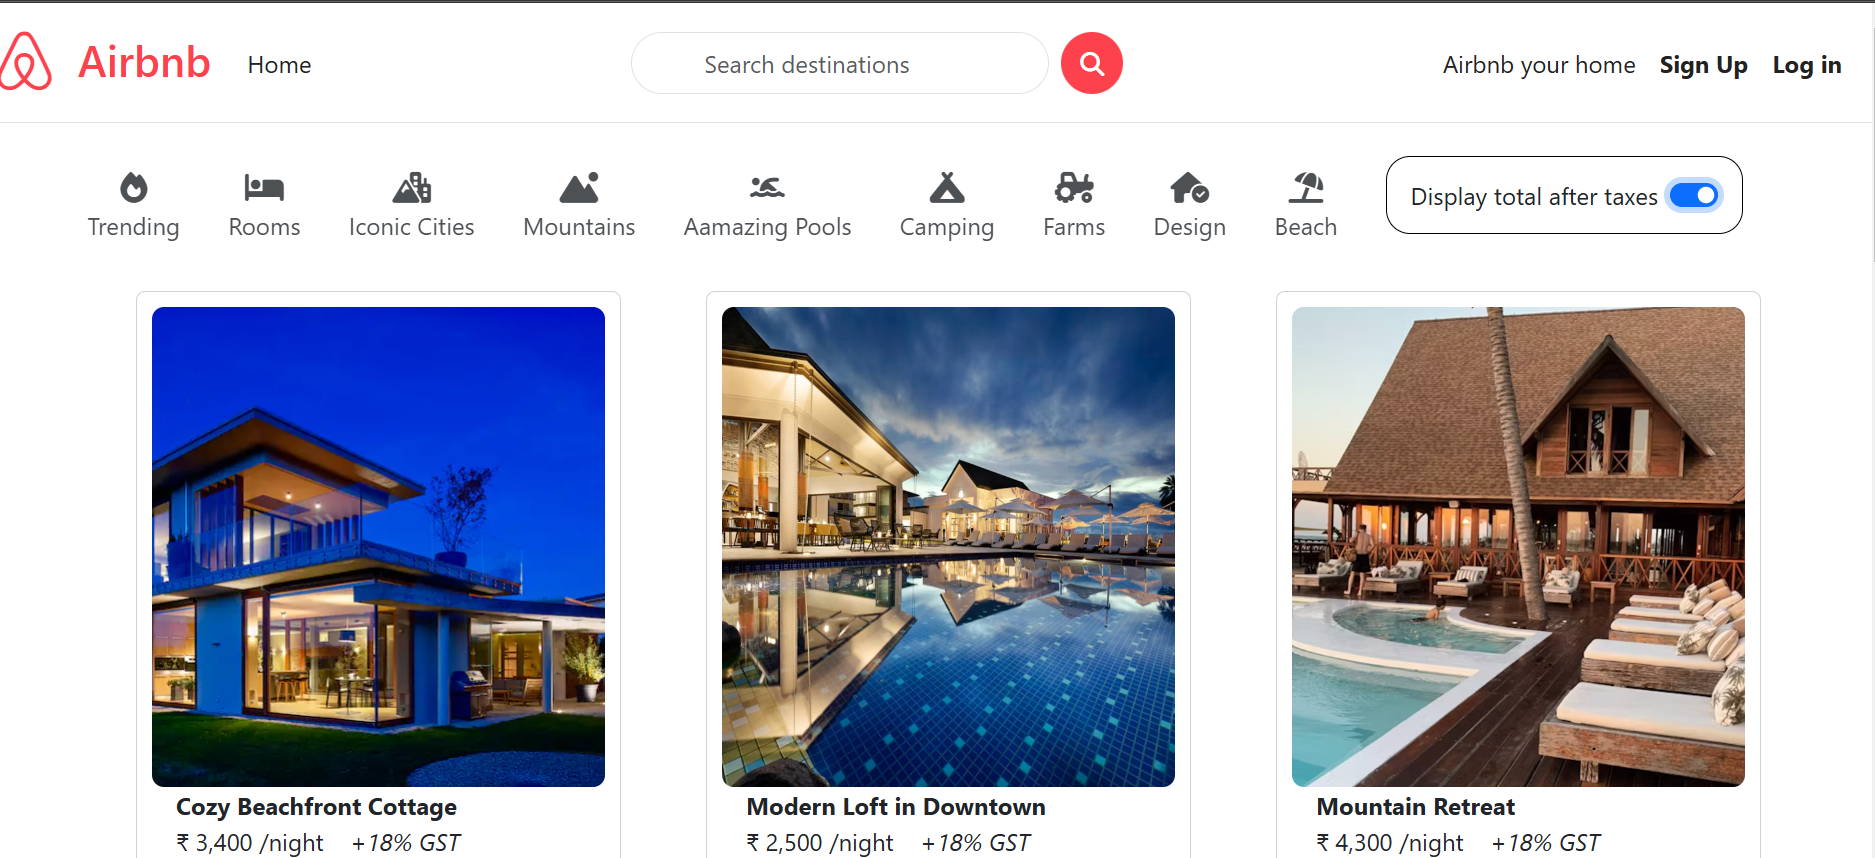 Airbnb Home Search destinations Airbnb your home Sign Up Log in
Trending Rooms Iconic Cities Mountains Aamazing Pools Camping Farms Design Beach Display total after taxes
Cozy Beachfront Cottage
₹ 3,400 /night +18% GST
Modern Loft in Downtown
₹ 2,500 /night +18% GST
Mountain Retreat
₹ 4,300 /night +18% GST